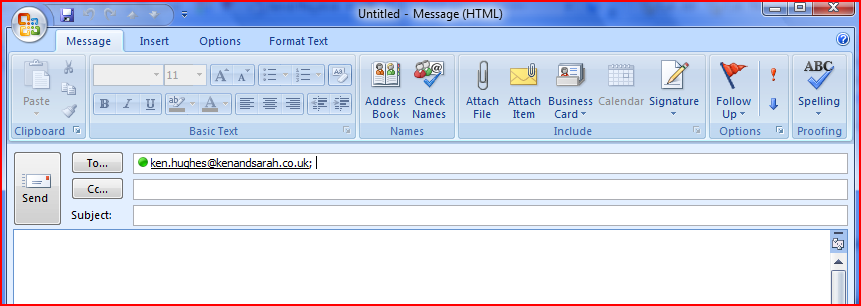 Untitled - Message (HTML)
Message Insert Options Format Text
Paste
11
A A
B I U ab A
Address Book
Check Names
Attach File
Attach Item
Business Card
Calendar
Signature
Follow Up
ABC
Spelling
Clipboard Basic Text Names Include Options Proofing
To... ken.hughes@kenandsarah.co.uk;
Send
Cc...
Subject: